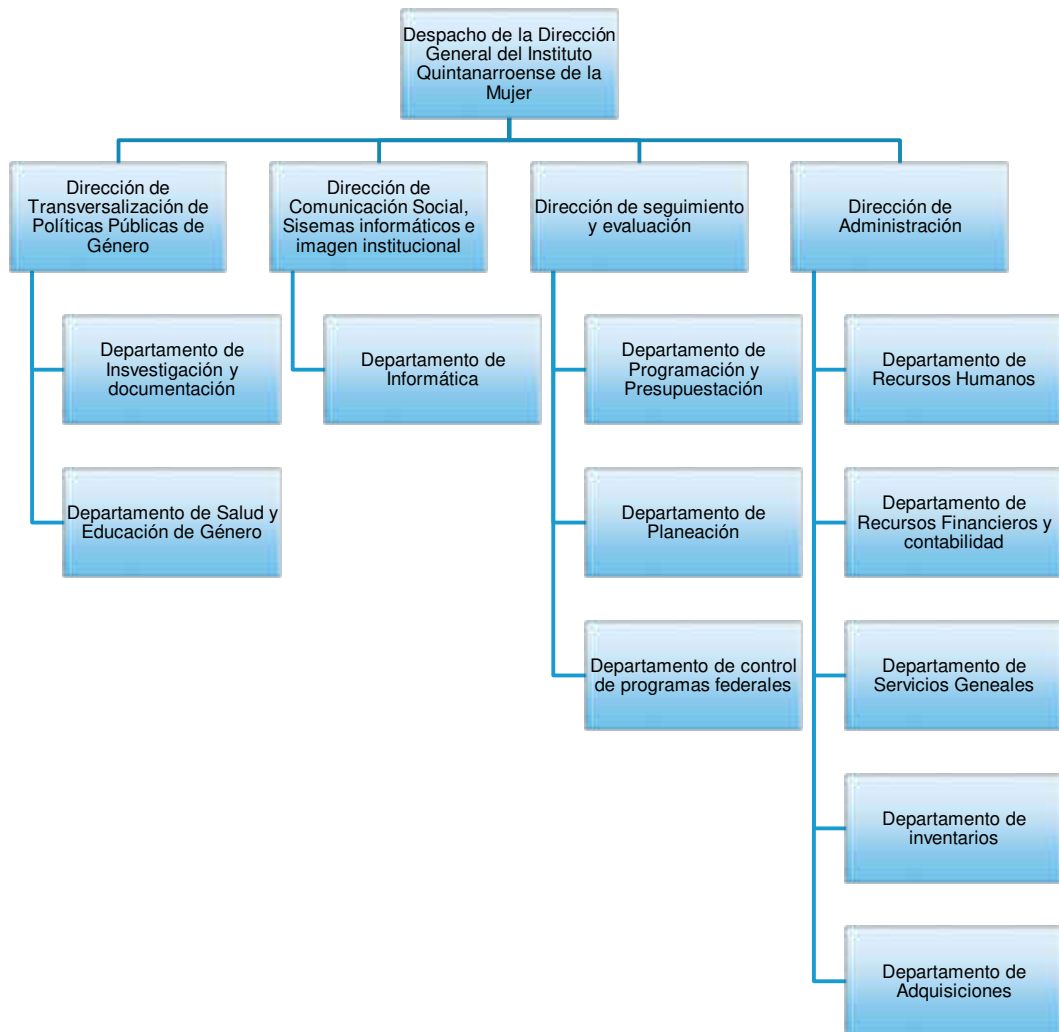 Despacho de la Dirección
General del Instituto
Quintanarroense de la
Mujer
Dirección de
Transversalización de
Políticas Públicas de
Género
Dirección de
Comunicación Social,
Sisemas informáticos e
imagen institucional
Dirección de seguimiento
y evaluación
Dirección de
Administración
Departamento de
Insvestigación y
documentación
Departamento de
Informática
Departamento de
Programación y
Presupuestación
Departamento de
Recursos Humanos
Departamento de Salud y
Educación de Género
Departamento de
Planeación
Departamento de
Recursos Financieros y
contabilidad
Departamento de control
de programas federales
Departamento de
Servicios Geneales
Departamento de
inventarios
Departamento de
Adquisiciones